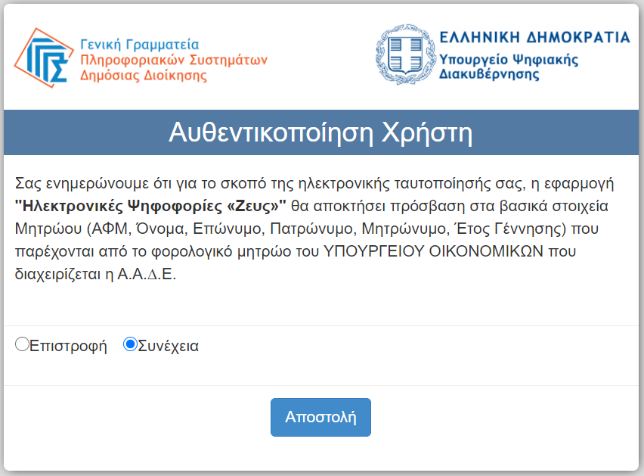 Γενική Γραμματεία
Πληροφοριακών Συστημάτων
Δημόσιας Διοίκησης
ΕΛΛΗΝΙΚΗ ΔΗΜΟΚΡΑΤΙΑ
Υπουργείο Ψηφιακής
Διακυβέρνησης
Αυθεντικοποίηση Χρήστη
Σας ενημερώνουμε ότι για το σκοπό της ηλεκτρονικής ταυτοποίησής σας, η εφαρμογή
"Ηλεκτρονικές Ψηφοφορίες «Ζευς»" θα αποκτήσει πρόσβαση στα βασικά στοιχεία
Μητρώου (ΑΦΜ, Όνομα, Επώνυμο, Πατρώνυμο, Μητρώνυμο, Έτος Γέννησης) που
παρέχονται από το φορολογικό μητρώο του ΥΠΟΥΡΓΕΙΟΥ ΟΙΚΟΝΟΜΙΚΩΝ που
διαχειρίζεται η Α.Α.Δ.Ε.
Επιστροφή Συνέχεια
Αποστολή